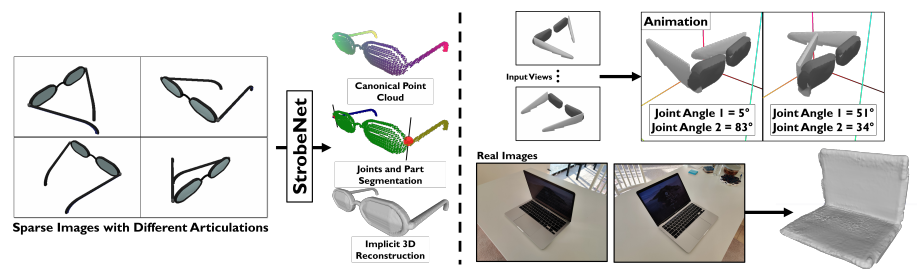 Sparse Images with Different Articulations
StrobeNet
Canonical Point
Cloud
Joints and Part
Segmentation
Implicit 3D
Reconstruction
Input Views
Animation
Joint Angle 1 = 5°
Joint Angle 2 = 83°
Joint Angle 1 = 51°
Joint Angle 2 = 34°
Real Images